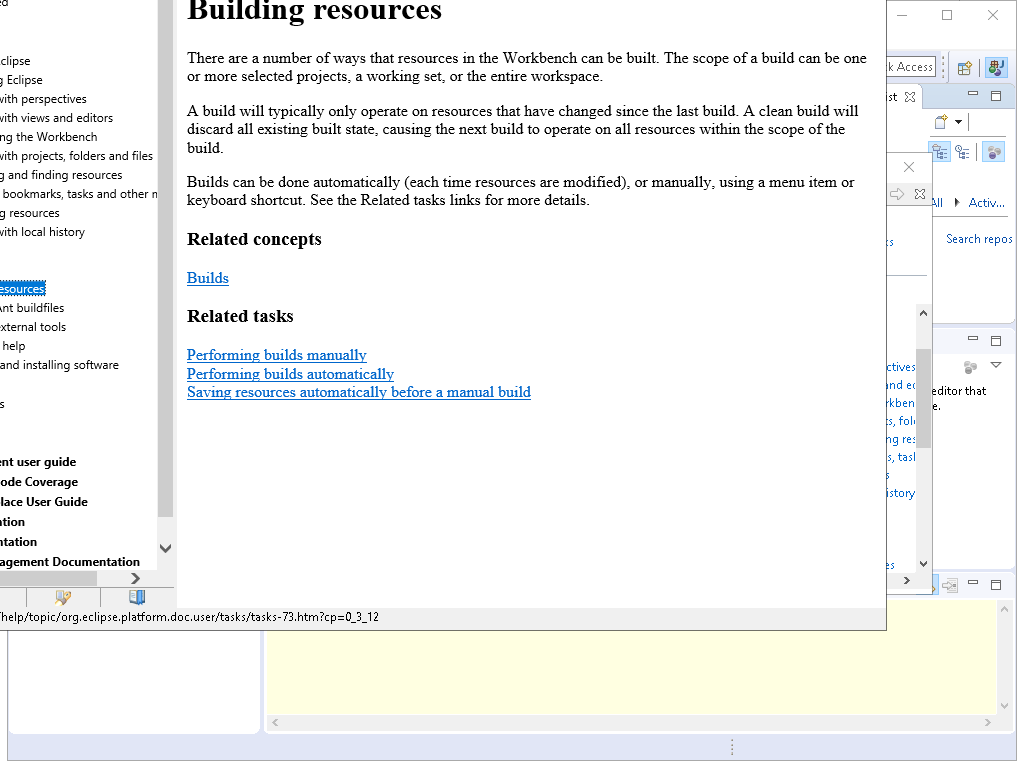 Building resources
There are a number of ways that resources in the Workbench can be built. The scope of a build can be one
or more selected projects, a working set, or the entire workspace.
A build will typically only operate on resources that have changed since the last build. A clean build will
discard all existing built state, causing the next build to operate on all resources within the scope of the
build.
Builds can be done automatically (each time resources are modified), or manually, using a menu item or
keyboard shortcut. See the Related tasks links for more details.
Related concepts
Builds
Related tasks
Performing builds manually
Performing builds automatically
Saving resources automatically before a manual build
clipse
g Eclipse
with perspectives
with views and editors
ng the Workbench
with projects, folders and files
g and finding resources
bookmarks, tasks and other n
g resources
with local history
esources
Ant buildfiles
external tools
help
and installing software
s
ent user guide
ode Coverage
lace User Guide
ation
ntation
agement Documentation
/help/topic/org.eclipse.platform.doc.user/tasks/tasks-73.htm?cp=0_3_12
k Access
ist
All
Activ...
ks
Search repos
ctives
and ed
rkben
ts, fol
ng res
s, tasl
s
istory
es
editor that
e.